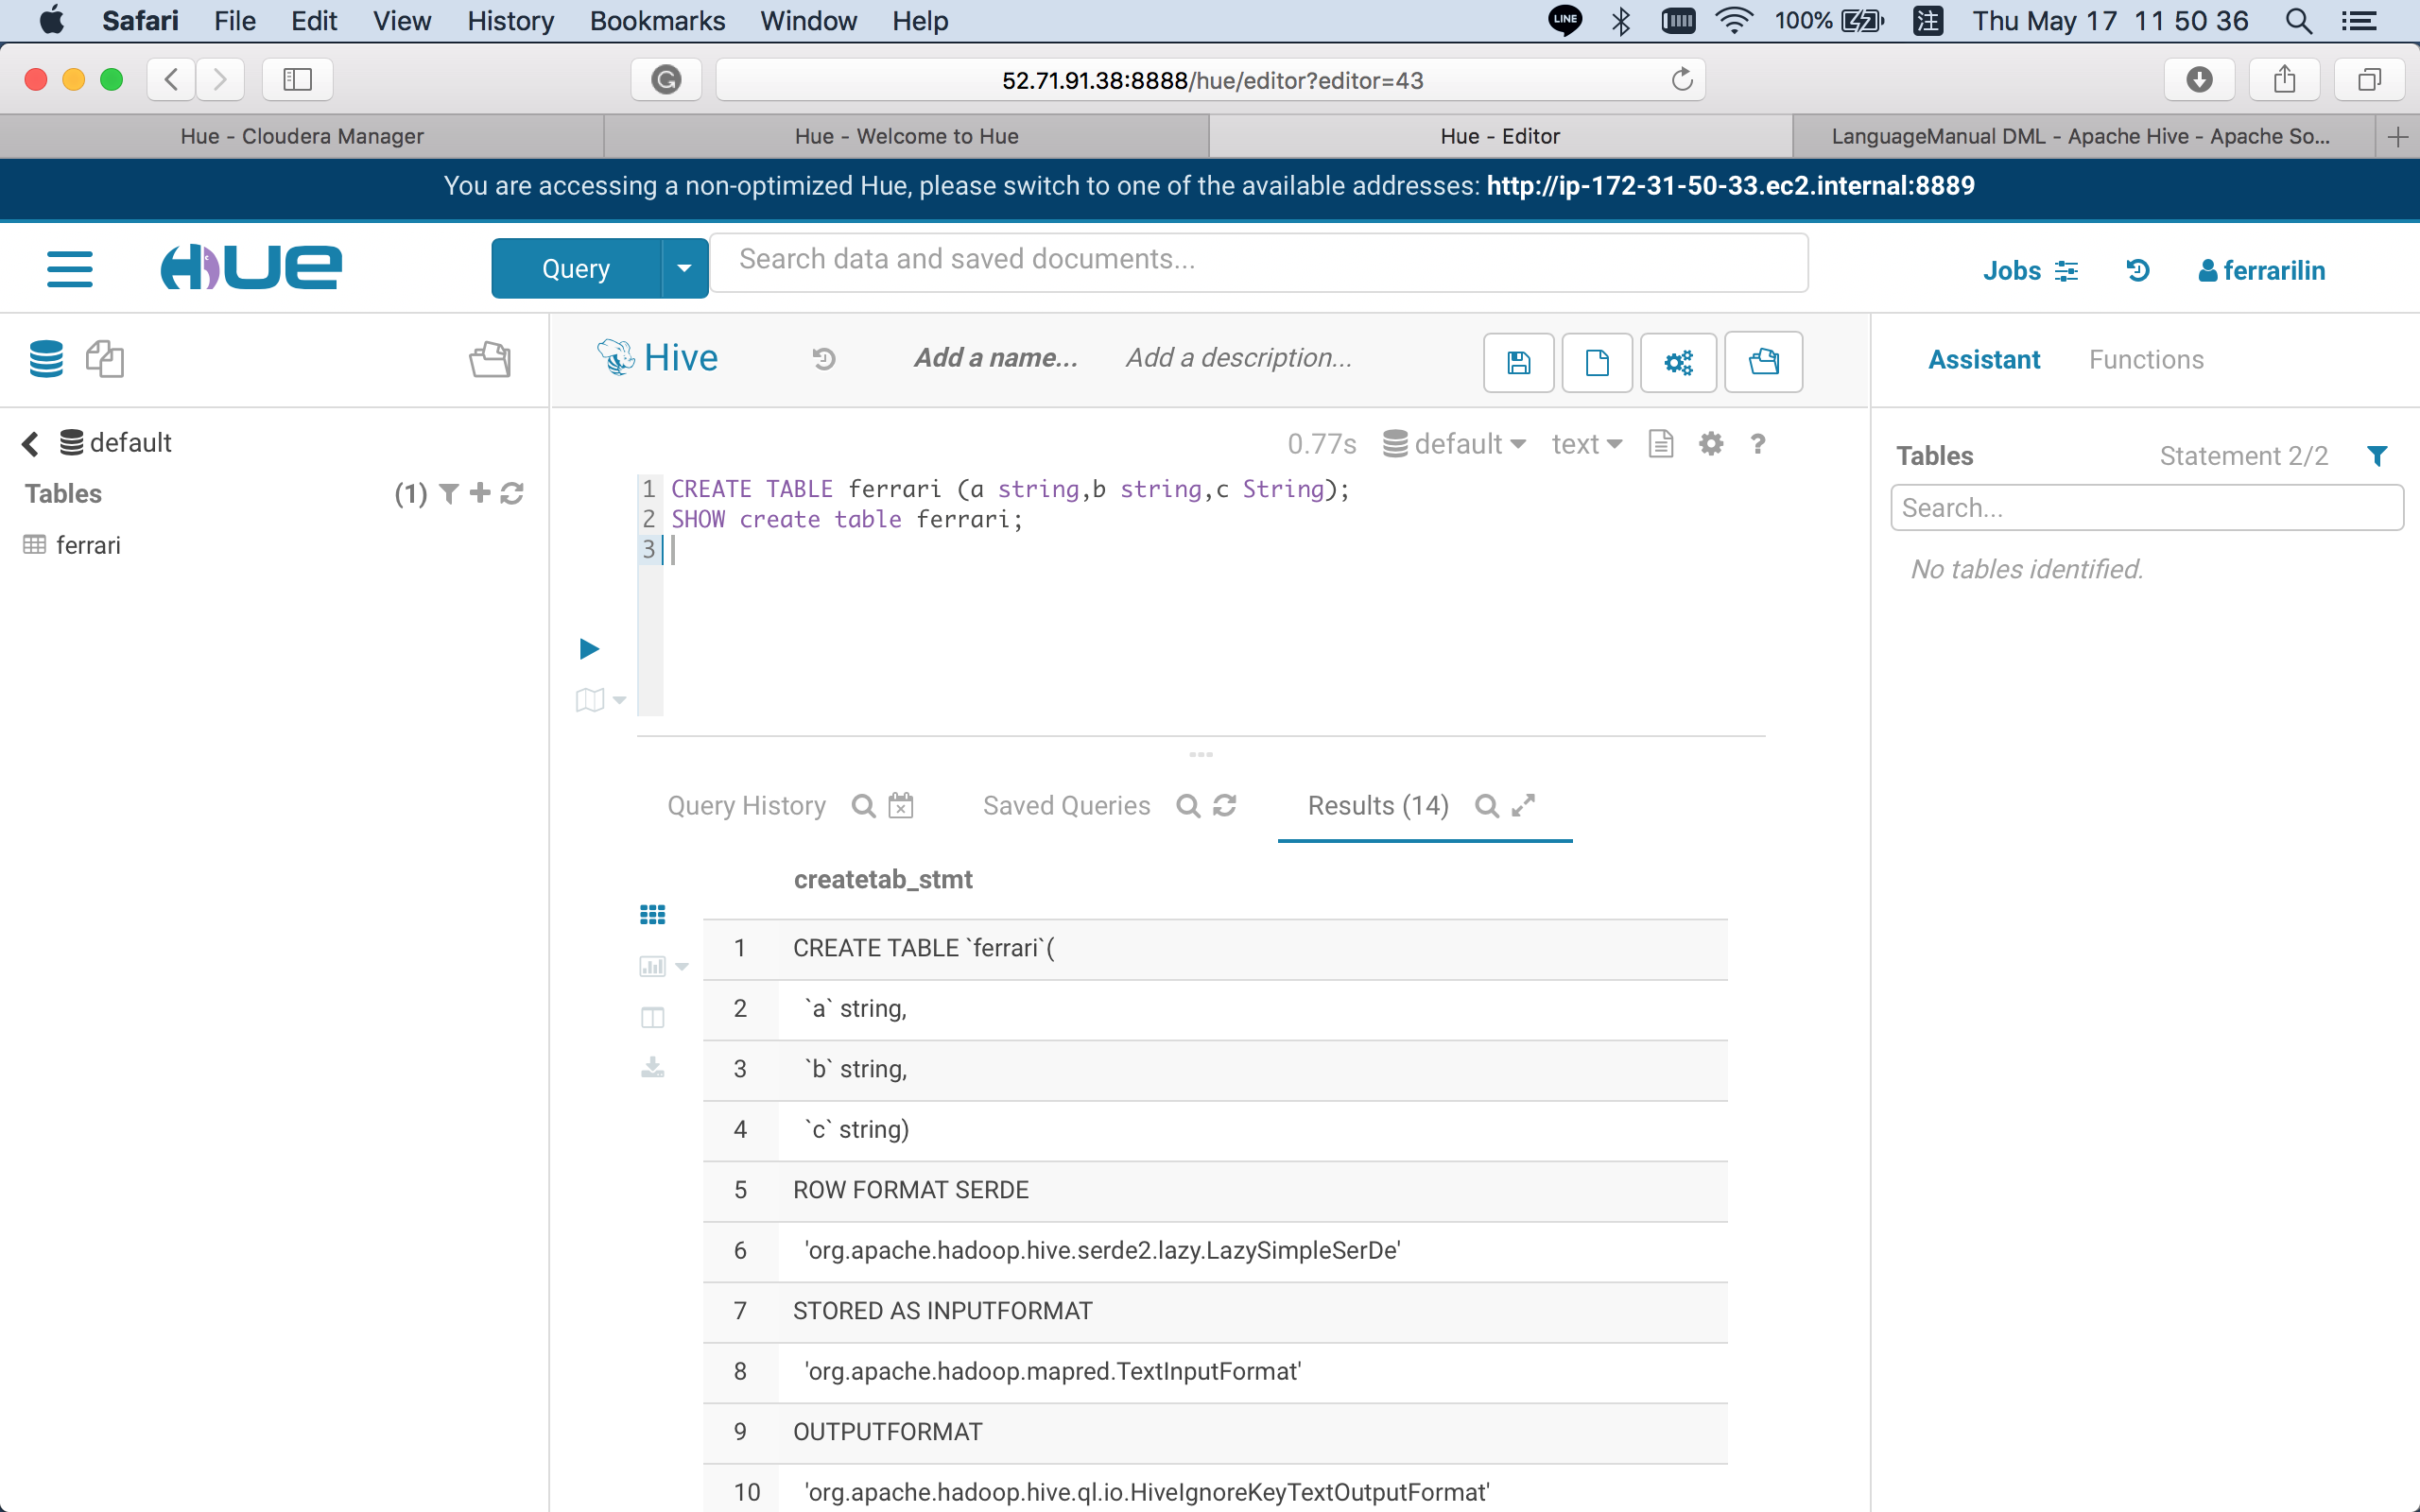 Safari File Edit View History Bookmarks Window Help LINE 100% 注 Thu May 17 11 50 36
52.71.91.38:8888/hue/editor?editor=43
Hue - Cloudera Manager
Hue - Welcome to Hue
Hue - Editor
LanguageManual DML - Apache Hive - Apache So...
You are accessing a non-optimized Hue, please switch to one of the available addresses: http://ip-172-31-50-33.ec2.internal:8889
HUE
Query
Search data and saved documents...
Jobs
ferrarilin
Hive
Add a name...
Add a description...
Assistant
Functions
default
Tables (1)
ferrari
0.77s default text ?
1 CREATE TABLE ferrari (a string,b string,c String);
2 SHOW create table ferrari;
3
Tables Statement 2/2
Search...
No tables identified.
Query History
Saved Queries
Results (14)
createtab_stmt
1 CREATE TABLE `ferrari`(
2 `a` string,
3 `b` string,
4 `c` string)
5 ROW FORMAT SERDE
6 'org.apache.hadoop.hive.serde2.lazy.LazySimpleSerDe'
7 STORED AS INPUTFORMAT
8 'org.apache.hadoop.mapred.TextInputFormat'
9 OUTPUTFORMAT
10 'org.apache.hadoop.hive.ql.io.HiveIgnoreKeyTextOutputFormat'